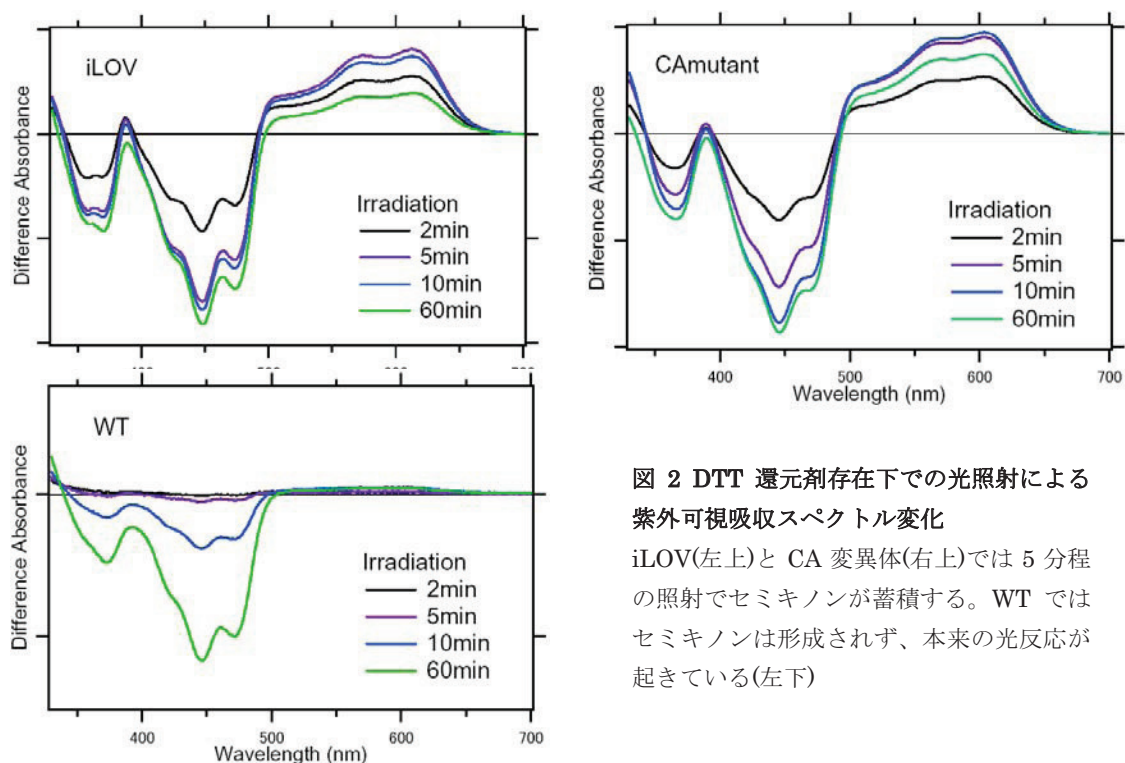 iLOV
Difference Absorbance
Irradiation
2min
5min
10min
60min
400
500
600
700
CAmutant
Difference Absorbance
Irradiation
2min
5min
10min
60min
400
500
600
700
Wavelength (nm)
WT
Difference Absorbance
Irradiation
2min
5min
10min
60min
400
500
600
700
Wavelength (nm)
図 2 DTT 還元剤存在下での光照射による
紫外可視吸収スペクトル変化
iLOV(左上)と CA 変異体(右上)では 5 分程
の照射でセミキノンが蓄積する。WT では
セミキノンは形成されず、本来の光反応が
起きている(左下)